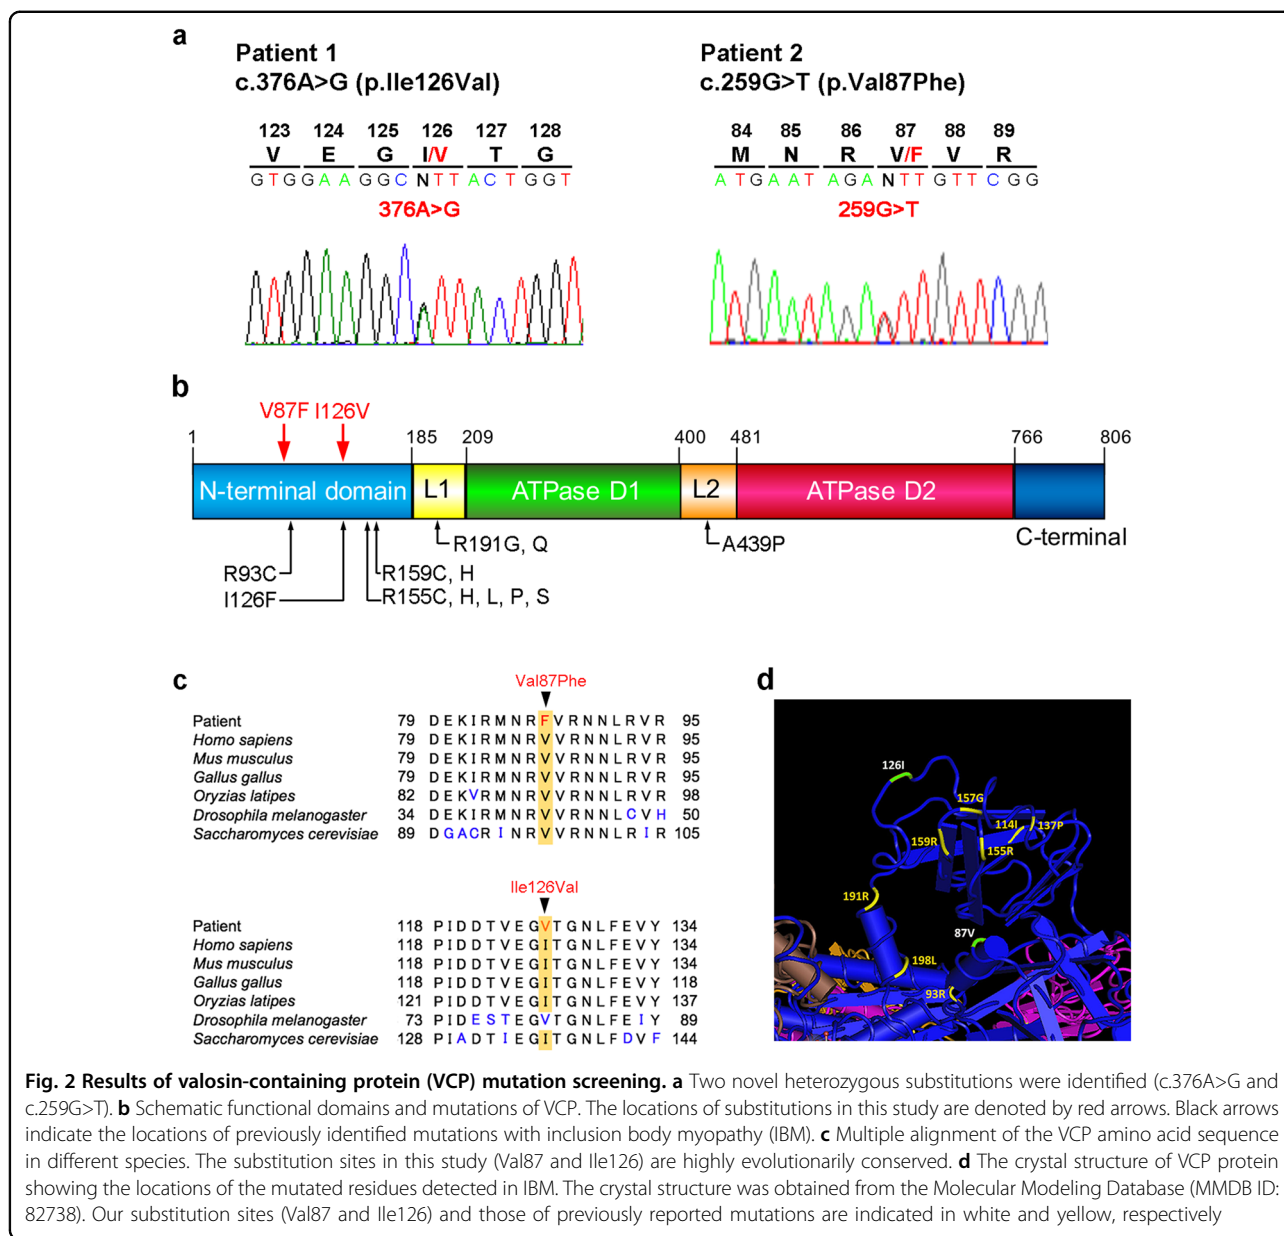 a
Patient 1
c.376A>G (p.Ile126Val)
123 124 125 126 127 128
V E G I/V T G
GTG GAA GGC NTT ACT GGT
376A>G
Patient 2
c.259G>T (p.Val87Phe)
84 85 86 87 88 89
M N R V/F V R
ATG AAT AGA NTT GTT CGG
259G>T
b
V87F I126V
1 185 209 400 481 766 806
N-terminal domain L1 ATPase D1 L2 ATPase D2
C-terminal
R191G, Q A439P
R93C R159C, H
I126F R155C, H, L, P, S
c
Val87Phe
Patient 79 DEKIRMNRFVRNNLRVR 95
Homo sapiens 79 DEKIRMNRVVRNNLRVR 95
Mus musculus 79 DEKIRMNRVVRNNLRVR 95
Gallus gallus 79 DEKIRMNRVVRNNLRVR 95
Oryzias latipes 82 DEKVRMNRVVRNNLRVR 98
Drosophila melanogaster 34 DEKIRMNRVVRNNLCVH 50
Saccharomyces cerevisiae 89 DGACRINRVVRNNLRIR 105
Ile126Val
Patient 118 PIDDTVEGVTGNLFEVY 134
Homo sapiens 118 PIDDTVEGITGNLFEVY 134
Mus musculus 118 PIDDTVEGITGNLFEVY 134
Gallus gallus 118 PIDDTVEGITGNLFEVY 118
Oryzias latipes 121 PIDDTVEGITGNLFEVY 137
Drosophila melanogaster 73 PIDESTEGVTGNLFEIY 89
Saccharomyces cerevisiae 128 PIADTIEGITGNLFDVF 144
d
126I
157G
114I 137P
159R
155R
191R
87V
198L
93R
Fig. 2 Results of valosin-containing protein (VCP) mutation screening. a Two novel heterozygous substitutions were identified (c.376A>G and
c.259G>T). b Schematic functional domains and mutations of VCP. The locations of substitutions in this study are denoted by red arrows. Black arrows
indicate the locations of previously identified mutations with inclusion body myopathy (IBM). c Multiple alignment of the VCP amino acid sequence
in different species. The substitution sites in this study (Val87 and Ile126) are highly evolutionarily conserved. d The crystal structure of VCP protein
showing the locations of the mutated residues detected in IBM. The crystal structure was obtained from the Molecular Modeling Database (MMDB ID:
82738). Our substitution sites (Val87 and Ile126) and those of previously reported mutations are indicated in white and yellow, respectively